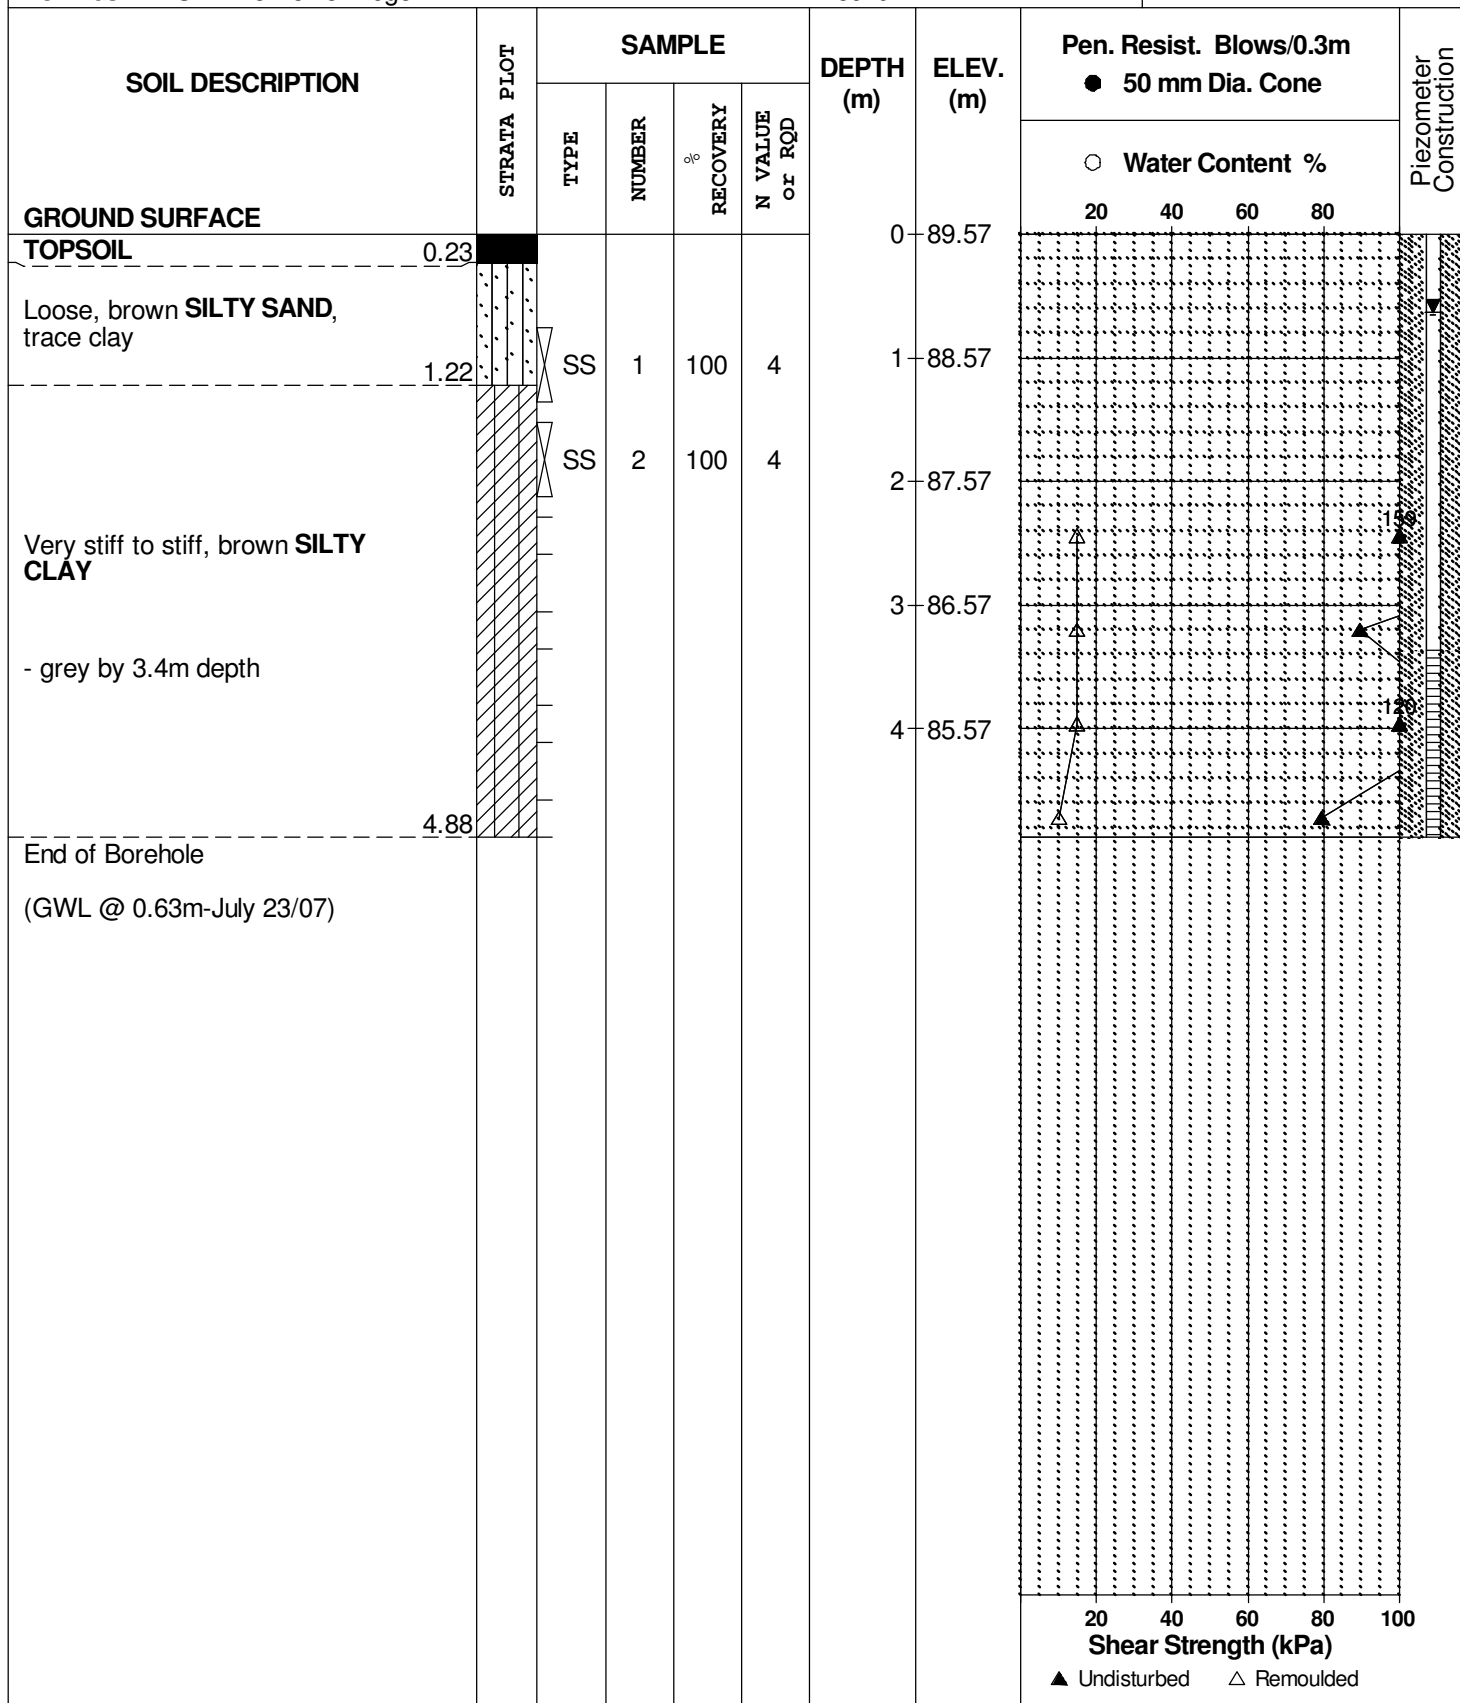 SOIL DESCRIPTION
GROUND SURFACE
STRATA PLOT
SAMPLE
TYPE
NUMBER
% RECOVERY
N VALUE or RQD
DEPTH (m)
ELEV. (m)
Pen. Resist. Blows/0.3m
● 50 mm Dia. Cone
○ Water Content %
20 40 60 80
Piezometer Construction
TOPSOIL 0.23
0 89.57
Loose, brown SILTY SAND,
trace clay
1.22
SS 1 100 4
1 88.57
SS 2 100 4
2 87.57
Very stiff to stiff, brown SILTY
CLAY
3 86.57
- grey by 3.4m depth
120
4 85.57
4.88
End of Borehole
(GWL @ 0.63m-July 23/07)
20 40 60 80 100
Shear Strength (kPa)
▲ Undisturbed △ Remoulded